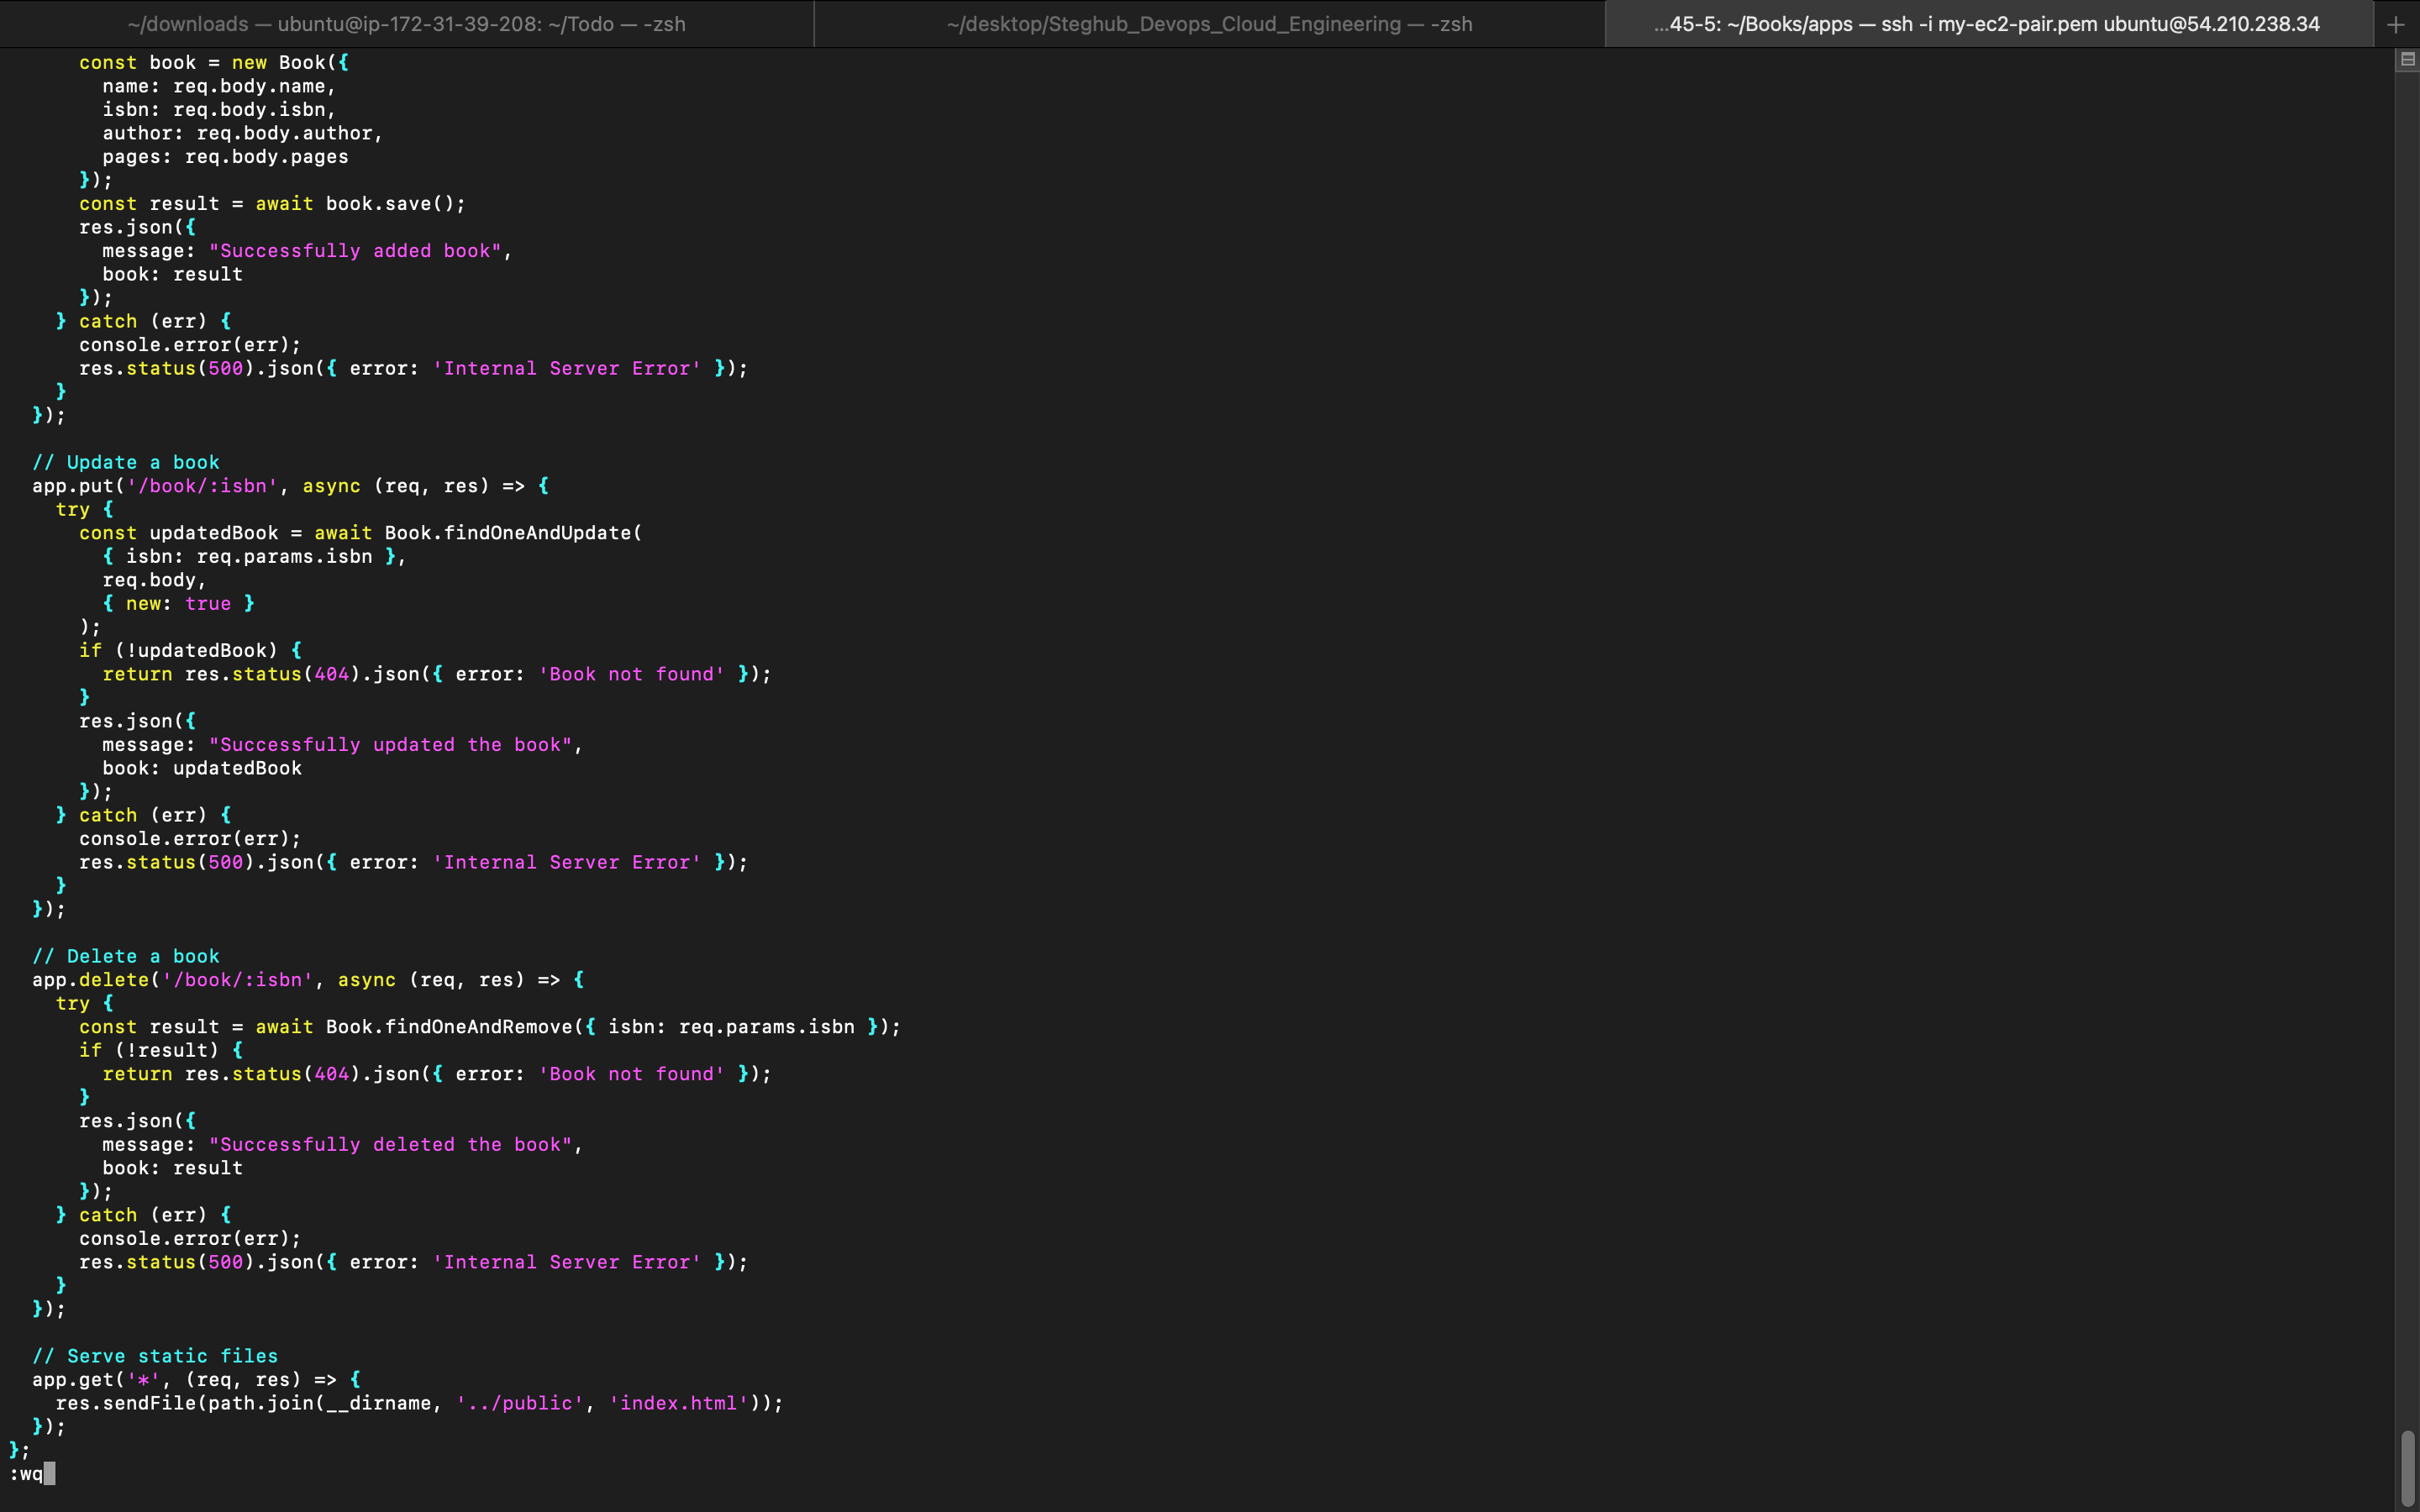 ~/downloads — ubuntu@ip-172-31-39-208: ~/Todo — -zsh
~/desktop/Steghub_Devops_Cloud_Engineering — -zsh
...45-5: ~/Books/apps — ssh -i my-ec2-pair.pem ubuntu@54.210.238.34
      const book = new Book({
        name: req.body.name,
        isbn: req.body.isbn,
        author: req.body.author,
        pages: req.body.pages
      });
      const result = await book.save();
      res.json({
        message: "Successfully added book",
        book: result
      });
    } catch (err) {
      console.error(err);
      res.status(500).json({ error: 'Internal Server Error' });
    }
  });

  // Update a book
  app.put('/book/:isbn', async (req, res) => {
    try {
      const updatedBook = await Book.findOneAndUpdate(
        { isbn: req.params.isbn },
        req.body,
        { new: true }
      );
      if (!updatedBook) {
        return res.status(404).json({ error: 'Book not found' });
      }
      res.json({
        message: "Successfully updated the book",
        book: updatedBook
      });
    } catch (err) {
      console.error(err);
      res.status(500).json({ error: 'Internal Server Error' });
    }
  });

  // Delete a book
  app.delete('/book/:isbn', async (req, res) => {
    try {
      const result = await Book.findOneAndRemove({ isbn: req.params.isbn });
      if (!result) {
        return res.status(404).json({ error: 'Book not found' });
      }
      res.json({
        message: "Successfully deleted the book",
        book: result
      });
    } catch (err) {
      console.error(err);
      res.status(500).json({ error: 'Internal Server Error' });
    }
  });

  // Serve static files
  app.get('*', (req, res) => {
    res.sendFile(path.join(__dirname, '../public', 'index.html'));
  });
};
:wq